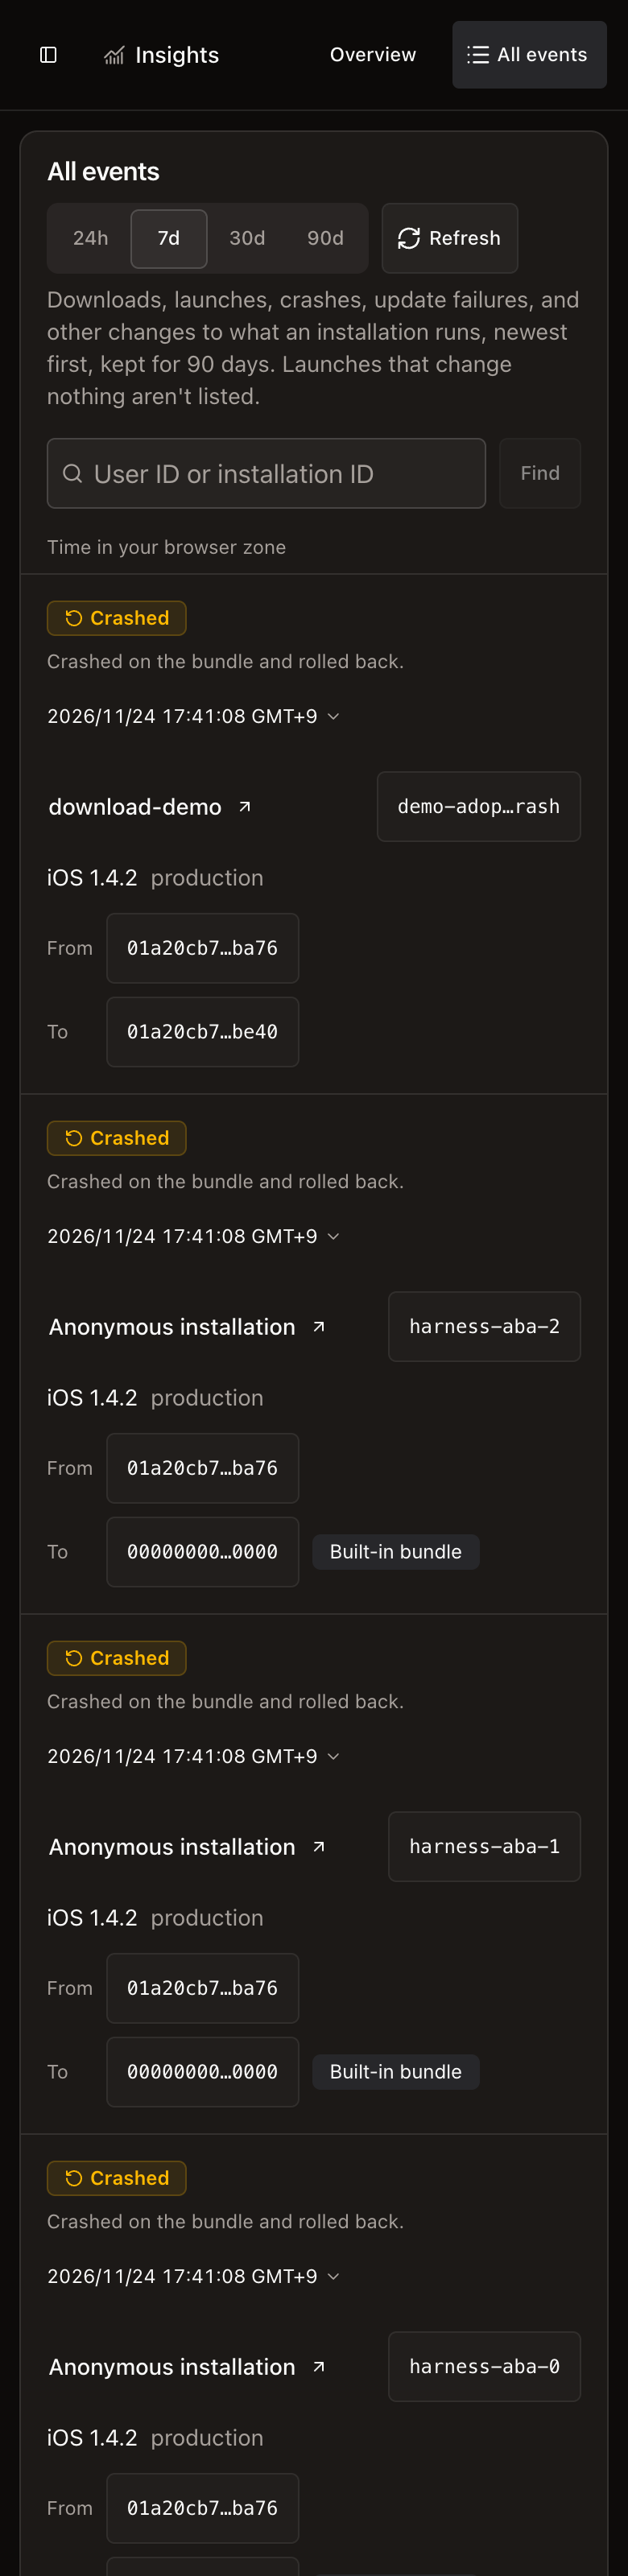 Insights
Overview
All events
All events
24h
7d
30d
90d
Refresh
Downloads, launches, crashes, update failures, and
other changes to what an installation runs, newest
first, kept for 90 days. Launches that change
nothing aren't listed.
User ID or installation ID
Find
Time in your browser zone
Crashed
Crashed on the bundle and rolled back.
2026/11/24 17:41:08 GMT+9
download-demo
demo-adop…rash
iOS 1.4.2 production
From 01a20cb7…ba76
To 01a20cb7…be40
Crashed
Crashed on the bundle and rolled back.
2026/11/24 17:41:08 GMT+9
Anonymous installation
harness-aba-2
iOS 1.4.2 production
From 01a20cb7…ba76
To 00000000…0000 Built-in bundle
Crashed
Crashed on the bundle and rolled back.
2026/11/24 17:41:08 GMT+9
Anonymous installation
harness-aba-1
iOS 1.4.2 production
From 01a20cb7…ba76
To 00000000…0000 Built-in bundle
Crashed
Crashed on the bundle and rolled back.
2026/11/24 17:41:08 GMT+9
Anonymous installation
harness-aba-0
iOS 1.4.2 production
From 01a20cb7…ba76